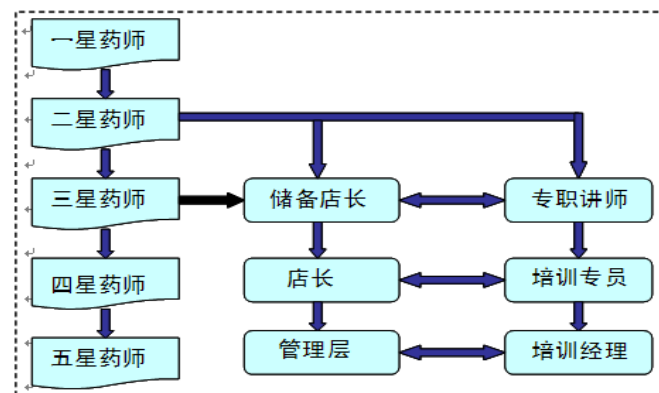 一星药师
二星药师
三星药师
储备店长
专职讲师
四星药师
店长
培训专员
五星药师
管理层
培训经理